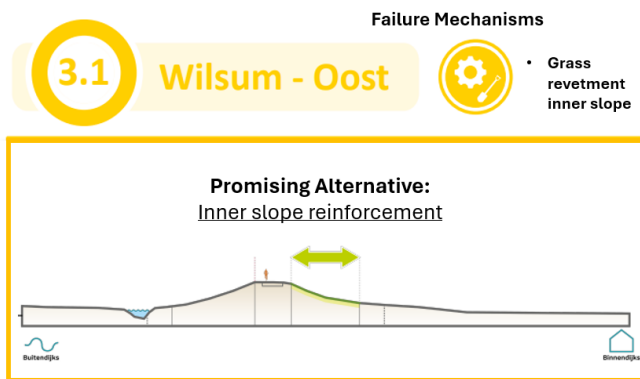 Failure Mechanisms
3.1
Wilsum - Oost
• Grass
revetment
inner slope
Promising Alternative:
Inner slope reinforcement
Buitendijks
Binnendijks